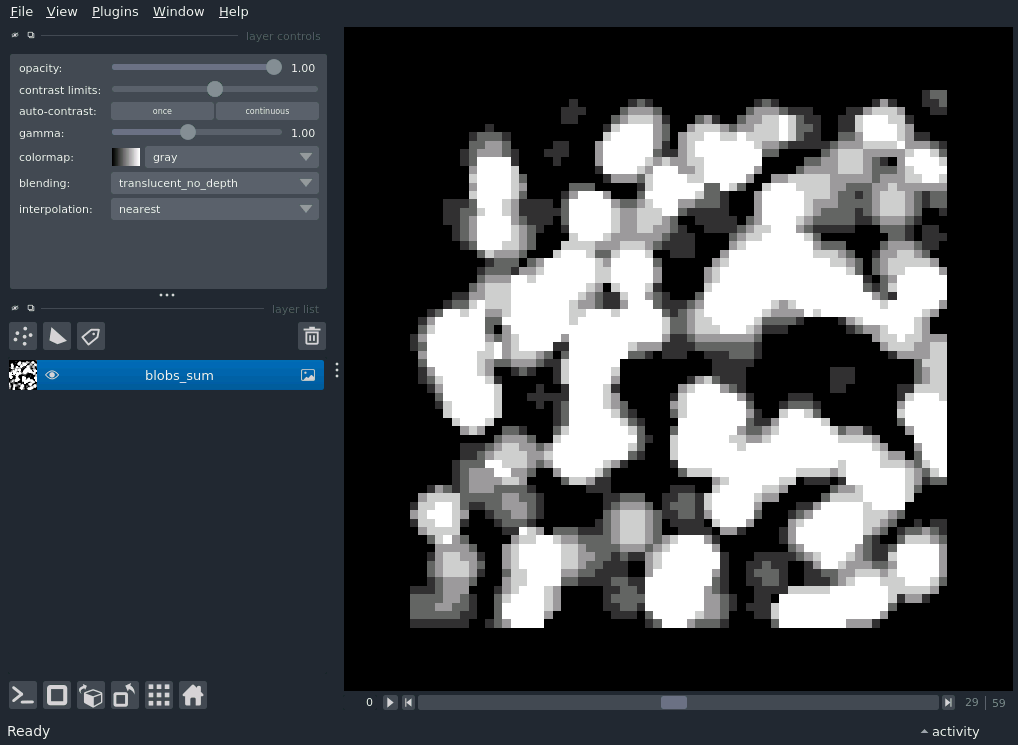 File View Plugins Window Help
layer controls
opacity: 1.00
contrast limits:
auto-contrast: once continuous
gamma: 1.00
colormap: gray
blending: translucent_no_depth
interpolation: nearest
layer list
blobs_sum
0 29 59
Ready activity